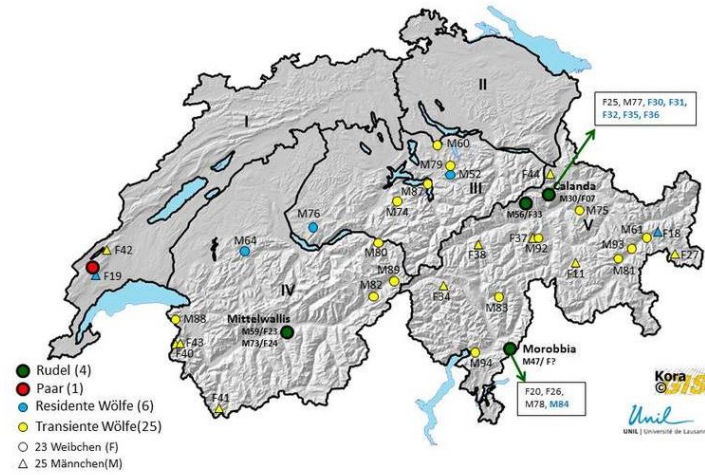 II
I
M60
M79
M52
III
M87
M74
F44
F25, M77, F30, F31,
F32, F35, F36
Calanda
M30/F07
M56/F33
M75
V
M61
F18
M93
M81
F27
F11
M76
M64
F42
F19
M80
M89
M82
F38
F37
M92
F34
M83
IV
Mittelwallis
M59/F23
M73/F24
M88
F43
F40
F41
M94
Morobbia
M47/ F?
F20, F26,
M78, M84
Rudel (4)
Paar (1)
Residente Wölfe (6)
Transiente Wölfe(25)
23 Weibchen (F)
25 Männchen(M)
Kora
© GIS
Unil
UNIL | Université de Lausanne